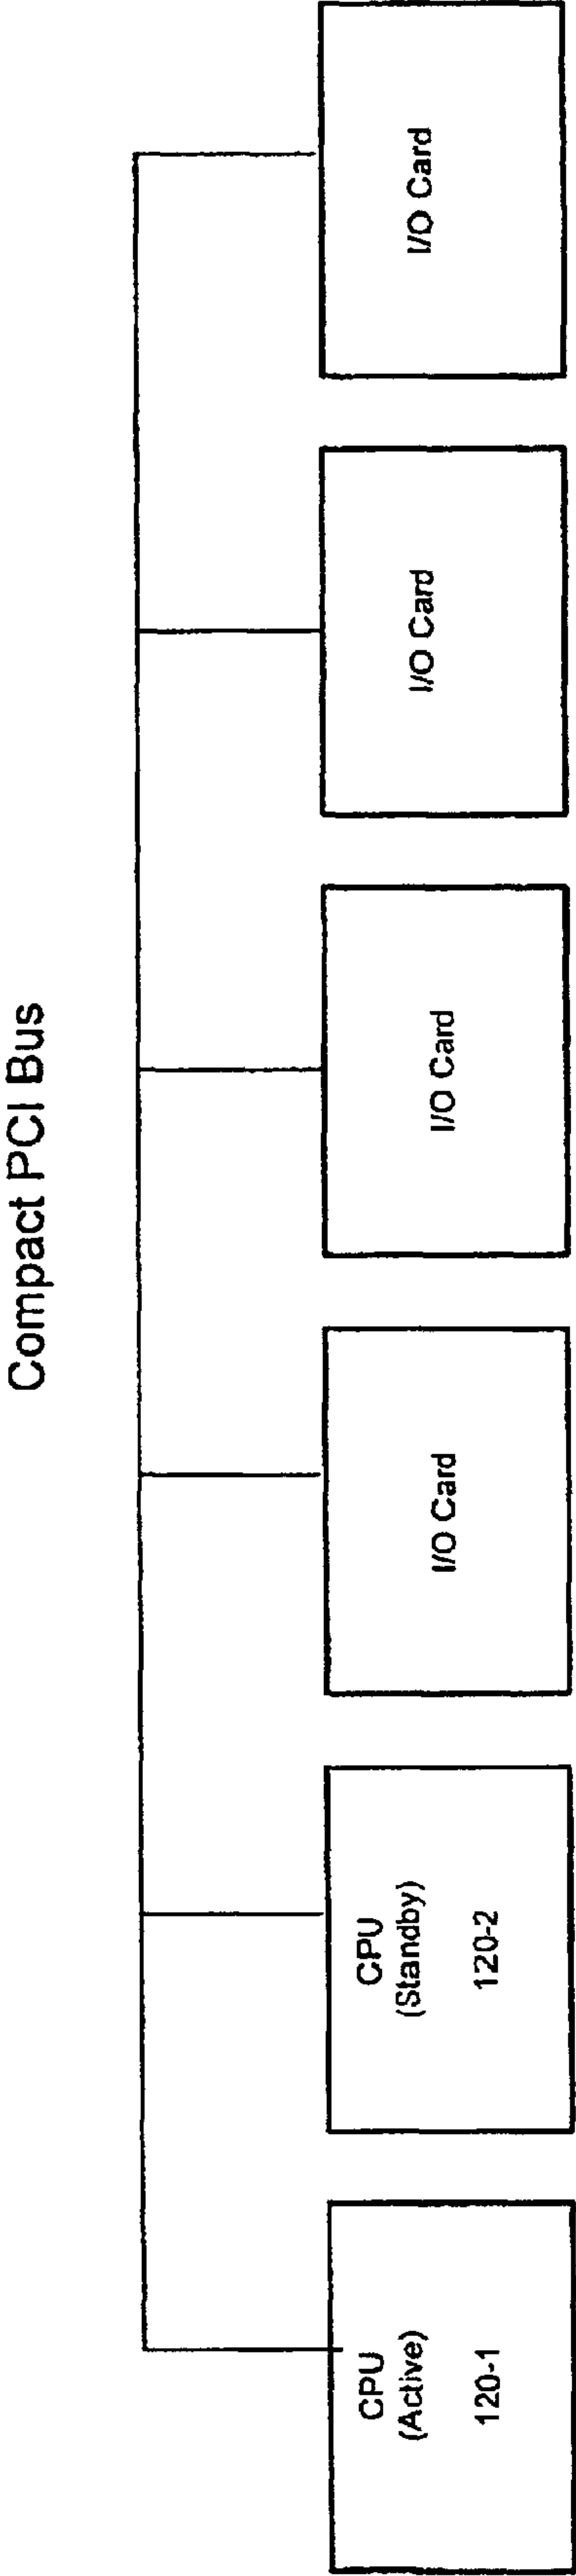 Compact PCI Bus
CPU
(Active)
120-1
CPU
(Standby)
120-2
I/O Card
I/O Card
I/O Card
I/O Card